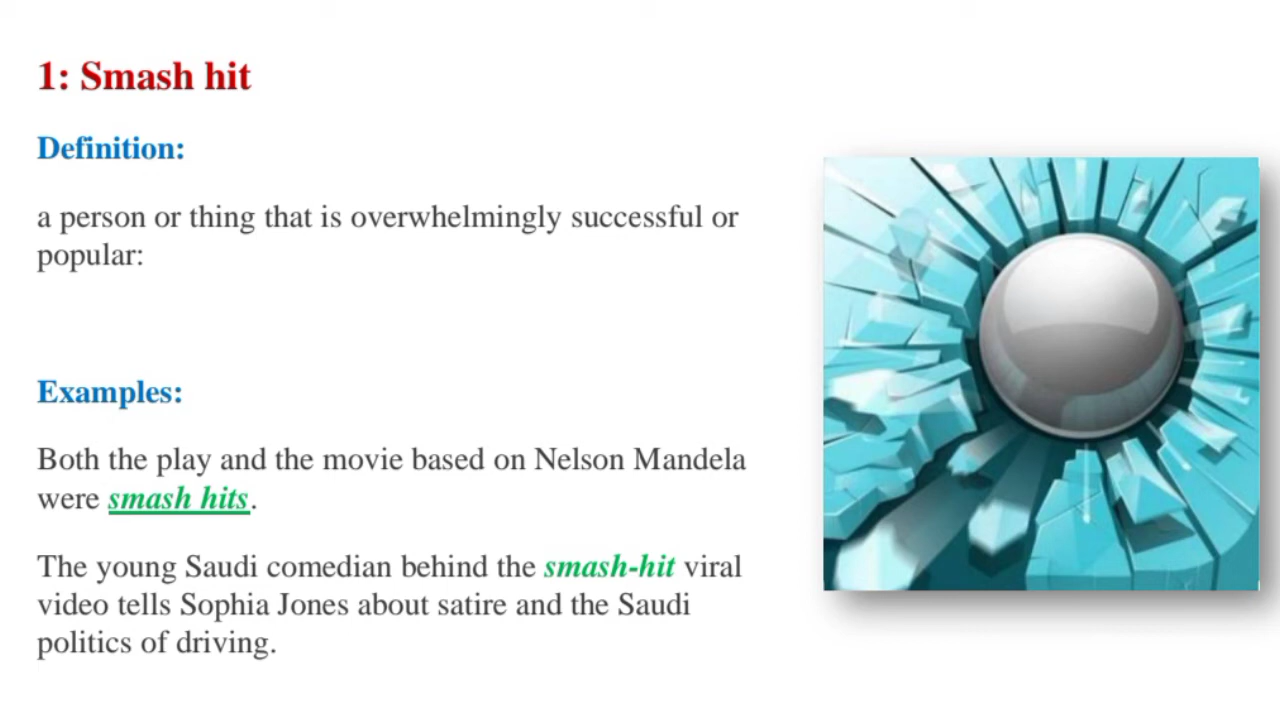 1: Smash hit
Definition:
a person or thing that is overwhelmingly successful or
popular:
Examples:
Both the play and the movie based on Nelson Mandela
were smash hits.
The young Saudi comedian behind the smash-hit viral
video tells Sophia Jones about satire and the Saudi
politics of driving.